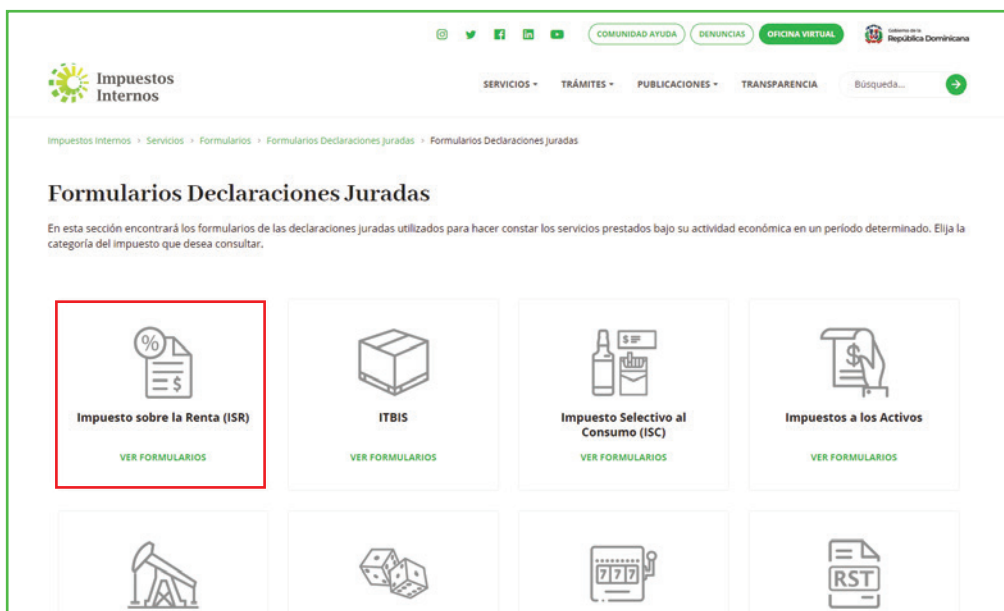 COMUNIDAD AYUDA DENUNCIAS OFICINA VIRTUAL
Gobierno de la
República Dominicana
Impuestos
Internos
SERVICIOS TRÁMITES PUBLICACIONES TRANSPARENCIA Búsqueda...
Impuestos Internos > Servicios > Formularios > Formularios Declaraciones Juradas > Formularios Declaraciones Juradas
Formularios Declaraciones Juradas
En esta sección encontrará los formularios de las declaraciones juradas utilizados para hacer constar los servicios prestados bajo su actividad económica en un período determinado. Elija la
categoría del impuesto que desea consultar.
%
$
$
$
Impuesto sobre la Renta (ISR)
VER FORMULARIOS
ITBIS
VER FORMULARIOS
Impuesto Selectivo al
Consumo (ISC)
VER FORMULARIOS
Impuestos a los Activos
VER FORMULARIOS
777
RST